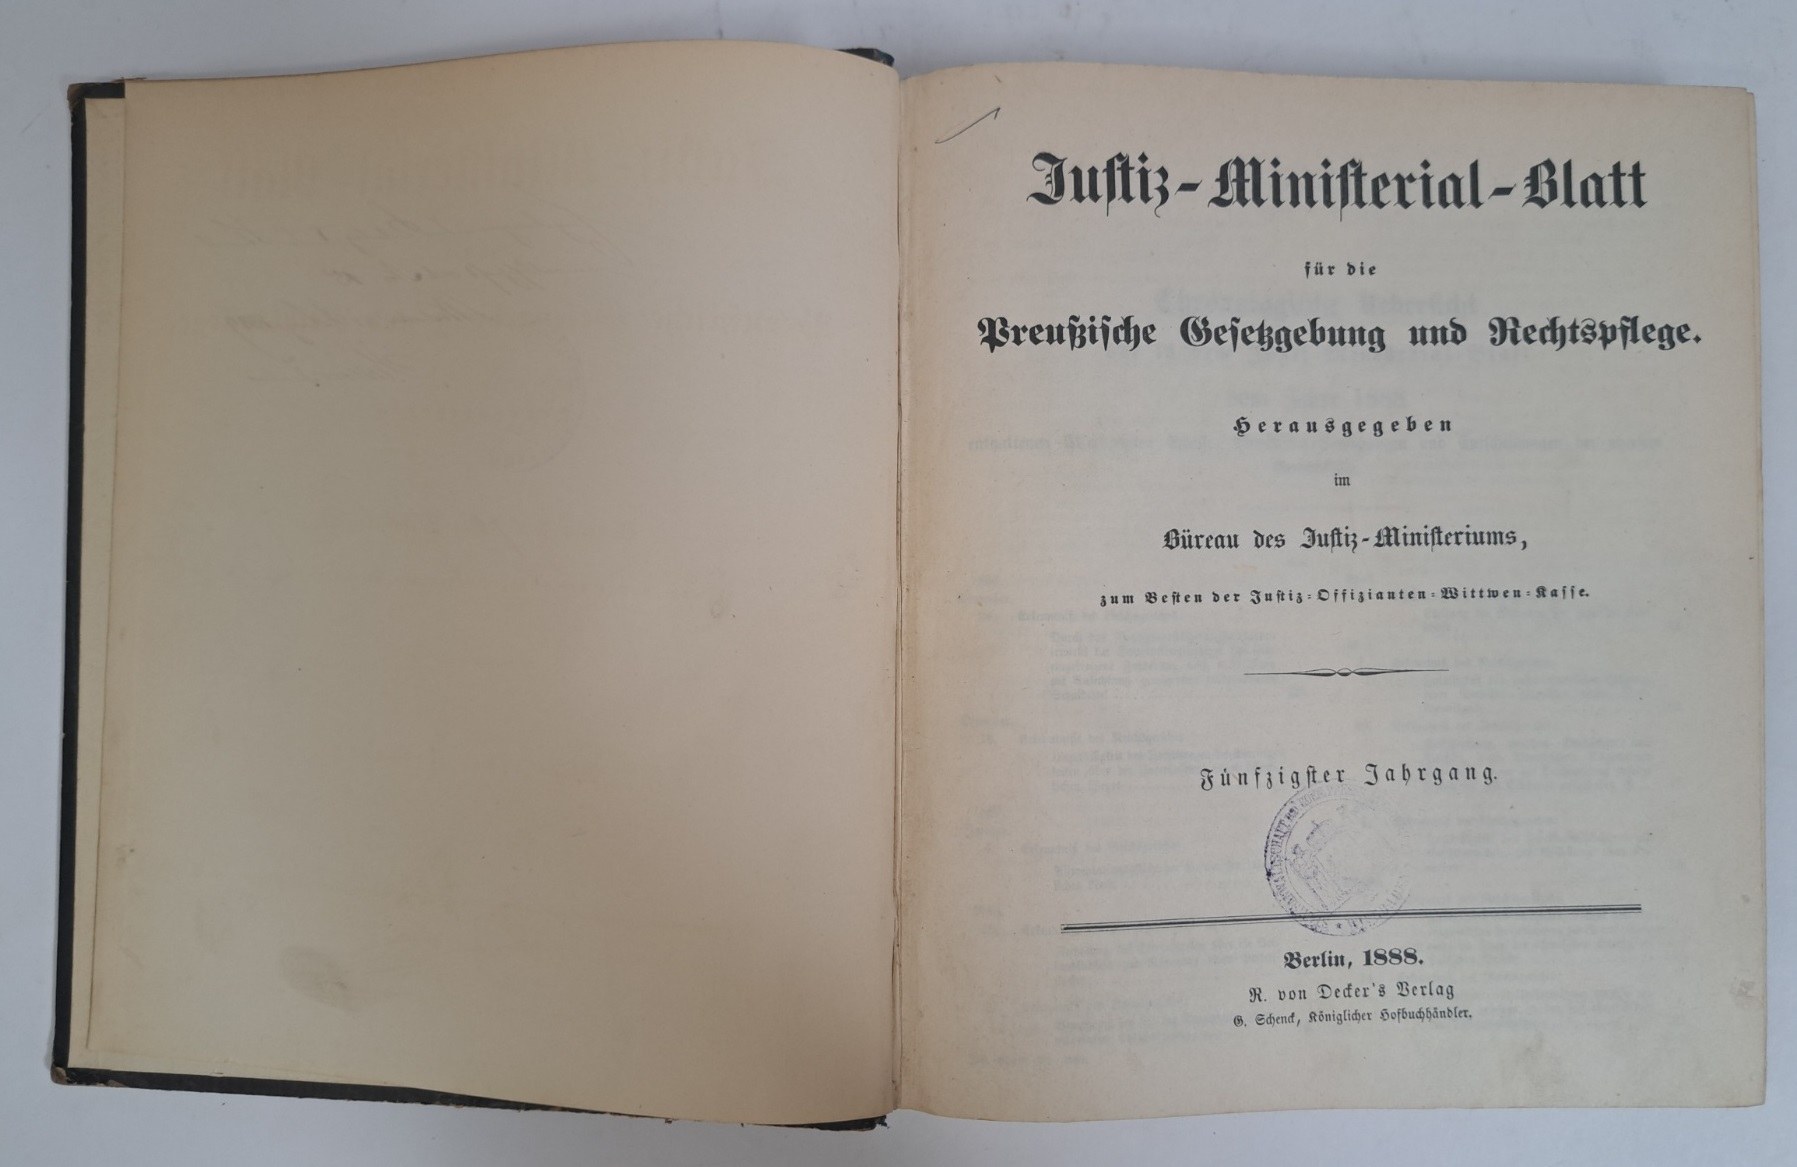 Justiz-Ministerial-Blatt
für die
Preußische Gesetzgebung und Rechtspflege.
Herausgegeben
im
Büreau des Justiz-Ministeriums,
zum Besten der Justiz-Offizianten-Wittwen-Kasse.
Fünfzigster Jahrgang.
Berlin, 1888.
R. von Decker's Verlag
G. Schenck, Königlicher Hofbuchhändler.